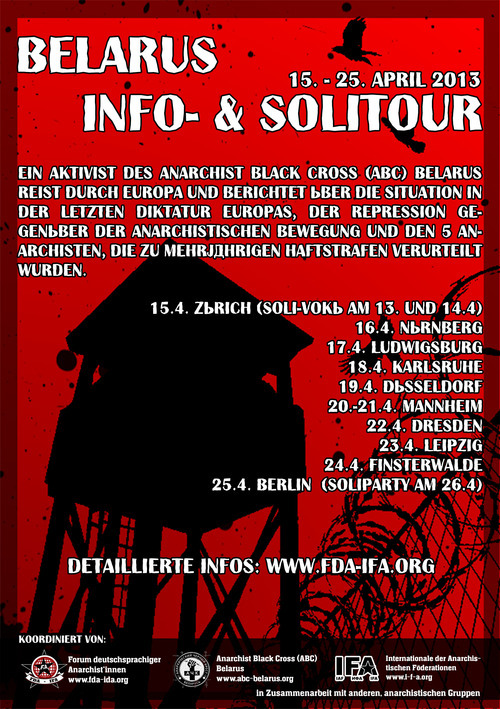 BELARUS
15. - 25. APRIL 2013
INFO- & SOLITOUR
EIN AKTIVIST DES ANARCHIST BLACK CROSS (ABC) BELARUS
REIST DURCH EUROPA UND BERICHTET ЬBER DIE SITUATION IN
DER LETZTEN DIKTATUR EUROPAS, DER REPRESSION GE-
GENЬBER DER ANARCHISTISCHEN BEWEGUNG UND DEN 5 AN-
ARCHISTEN, DIE ZU MEHRJДHRIGEN HAFTSTRAFEN VERURTEILT
WURDEN.
15.4. ZЬRICH (SOLI-VOKЬ AM 13. UND 14.4)
16.4. NЬRNBERG
17.4. LUDWIGSBURG
18.4. KARLSRUHE
19.4. DЬSSELDORF
20.-21.4. MANNHEIM
22.4. DRESDEN
23.4. LEIPZIG
24.4. FINSTERWALDE
25.4. BERLIN (SOLIPARTY AM 26.4)
DETAILLIERTE INFOS: WWW.FDA-IFA.ORG
KOORDINIERT VON:
Forum deutschsprachiger
Anarchist*innen
www.fda-ida.org
Anarchist Black Cross (ABC)
Belarus
www.abc-belarus.org
IFA
Internationale der Anarchis-
tischen Föderationen
www.i-f-a.org
in Zusammenarbeit mit anderen, anarchistischen Gruppen